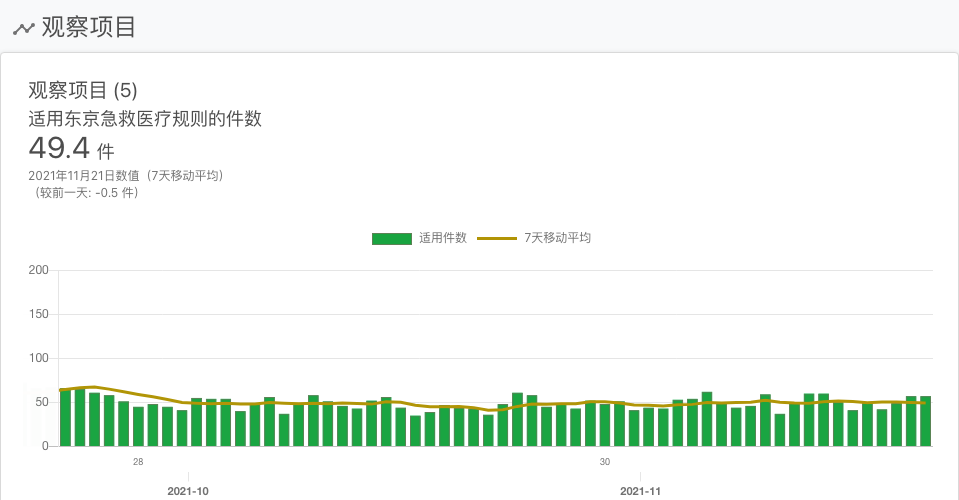 观察项目
观察项目 (5)
适用东京急救医疗规则的件数
49.4 件
2021年11月21日数值（7天移动平均）
（较前一天: -0.5 件）
适用件数 7天移动平均
200
150
100
50
0
28 30
2021-10 2021-11